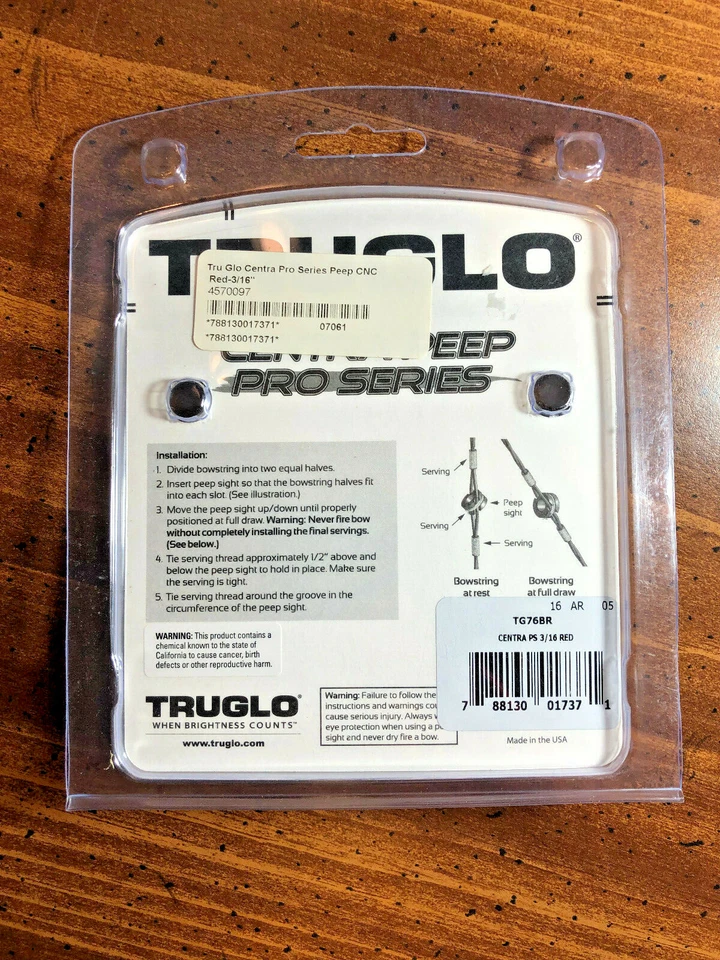 TRUGLO®
Tru Glo Centra Pro Series Peep CNC
Red-3/16"
4570097
*788130017371* 07061
*788130017371*
PEEP
PRO SERIES
Installation:
1. Divide bowstring into two equal halves.
2. Insert peep sight so that the bowstring halves fit
into each slot. (See illustration.)
3. Move the peep sight up/down until properly
positioned at full draw. Warning: Never fire bow
without completely installing the final servings.
(See below.)
4. Tie serving thread approximately 1/2" above and
below the peep sight to hold in place. Make sure
the serving is tight.
5. Tie serving thread around the groove in the
circumference of the peep sight.
Serving
Peep
sight
Serving
Serving
Bowstring
at rest
Bowstring
at full draw
16 AR 05
TG76BR
CENTRA PS 3/16 RED
7 88130 01737 1
WARNING: This product contains a
chemical known to the state of
California to cause cancer, birth
defects or other reproductive harm.
TRUGLO®
WHEN BRIGHTNESS COUNTS™
www.truglo.com
Warning: Failure to follow the
instructions and warnings
cause serious injury. Always
eye protection when using a
sight and never dry fire a bow.
Made in the USA